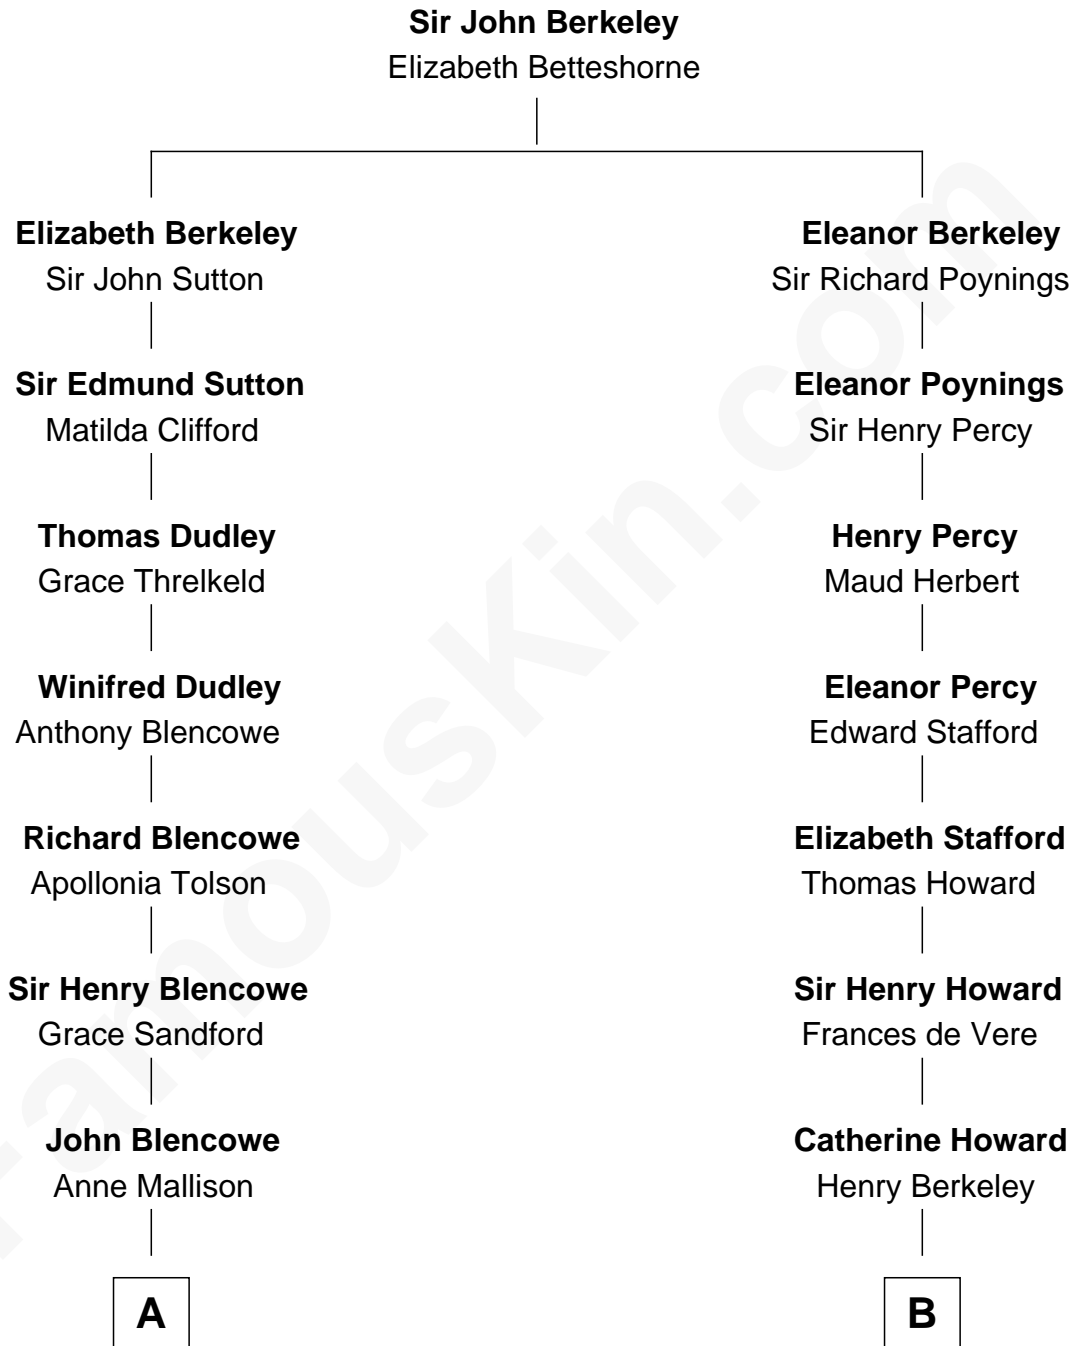 Sir John Berkeley
Elizabeth Betteshorne
Elizabeth Berkeley
Sir John Sutton
Eleanor Berkeley
Sir Richard Poynings
Sir Edmund Sutton
Matilda Clifford
Eleanor Poynings
Sir Henry Percy
Thomas Dudley
Grace Threlkeld
Henry Percy
Maud Herbert
Winifred Dudley
Anthony Blencowe
Eleanor Percy
Edward Stafford
Richard Blencowe
Apollonia Tolson
Elizabeth Stafford
Thomas Howard
Sir Henry Blencowe
Grace Sandford
Sir Henry Howard
Frances de Vere
John Blencowe
Anne Mallison
Catherine Howard
Henry Berkeley
A
B
FamousKin.com